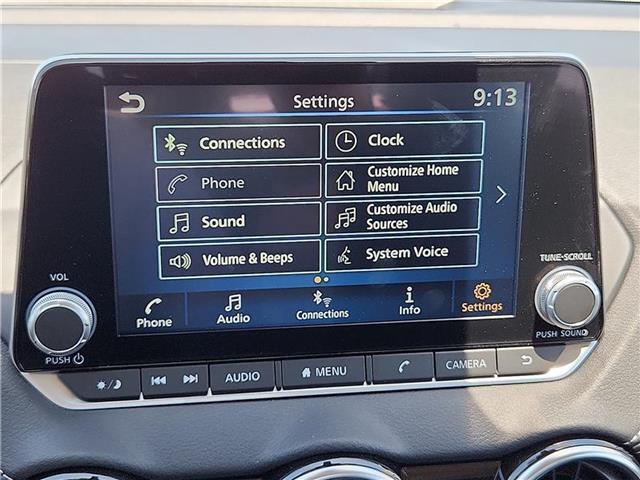 Settings 9:13
Connections
Clock
Phone
Customize Home
Menu
Sound
Customize Audio
Sources
Volume & Beeps
System Voice
Phone
Audio
Connections
Info
Settings
VOL
PUSH
TUNE•SCROLL
PUSH SOUND
AUDIO
MENU
CAMERA